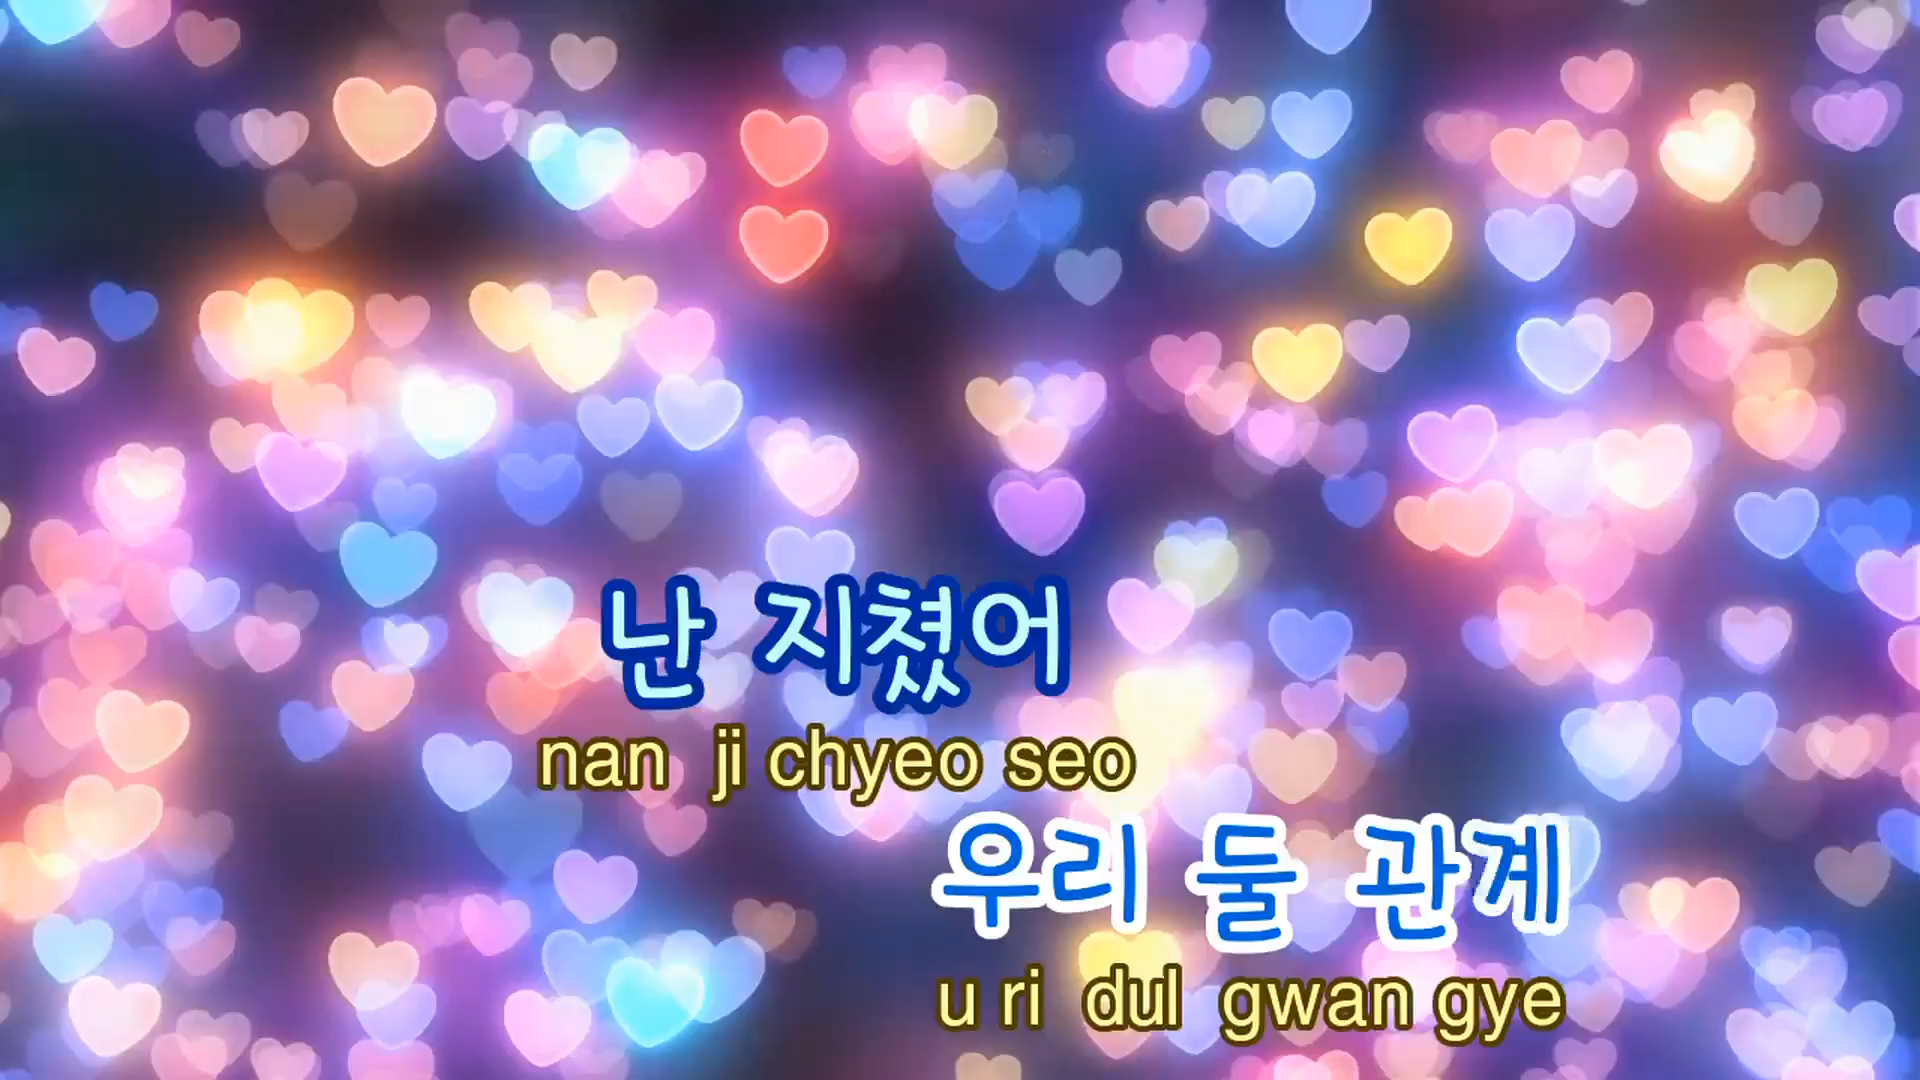 난 지쳤어
nan ji chyeo seo
우리 둘 관계
u ri dul gwan gye